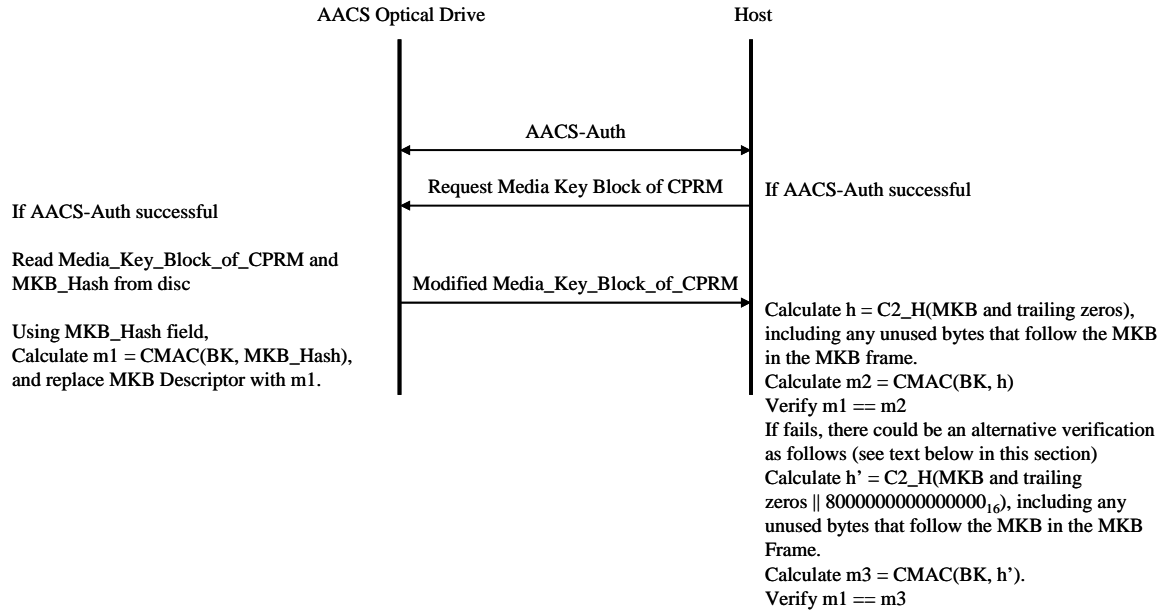 AACS Optical Drive
Host
AACS-Auth
Request Media Key Block of CPRM
If AACS-Auth successful
If AACS-Auth successful
Read Media_Key_Block_of_CPRM and
MKB_Hash from disc
Modified Media_Key_Block_of_CPRM
Using MKB_Hash field,
Calculate m1 = CMAC(BK, MKB_Hash),
and replace MKB Descriptor with m1.
Calculate h = C2_H(MKB and trailing zeros),
including any unused bytes that follow the MKB
in the MKB frame.
Calculate m2 = CMAC(BK, h)
Verify m1 == m2
If fails, there could be an alternative verification
as follows (see text below in this section)
Calculate h’ = C2_H(MKB and trailing
zeros || 8000000000000000₁₆), including any
unused bytes that follow the MKB in the MKB
Frame.
Calculate m3 = CMAC(BK, h’).
Verify m1 == m3